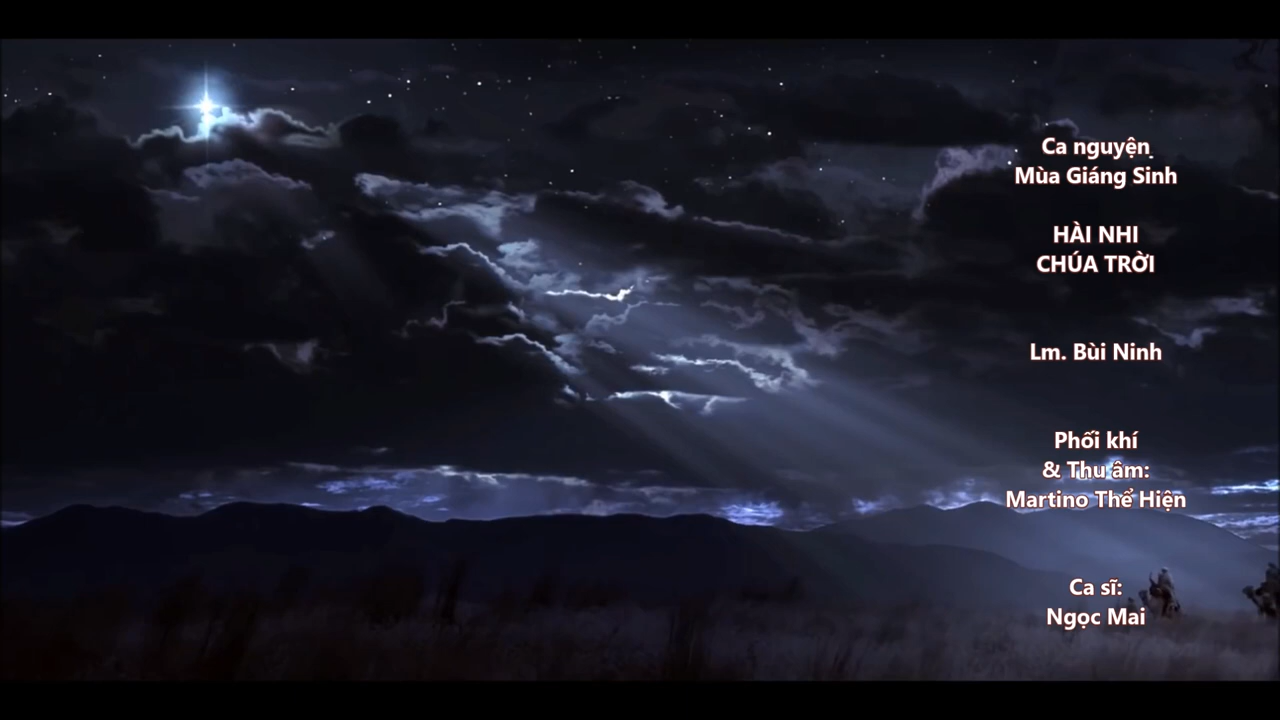 Ca nguyện
Mùa Giáng Sinh
HÀI NHI
CHÚA TRỜI
Lm. Bùi Ninh
Phối khí
& Thu âm:
Martino Thể Hiện
Ca sĩ:
Ngọc Mai